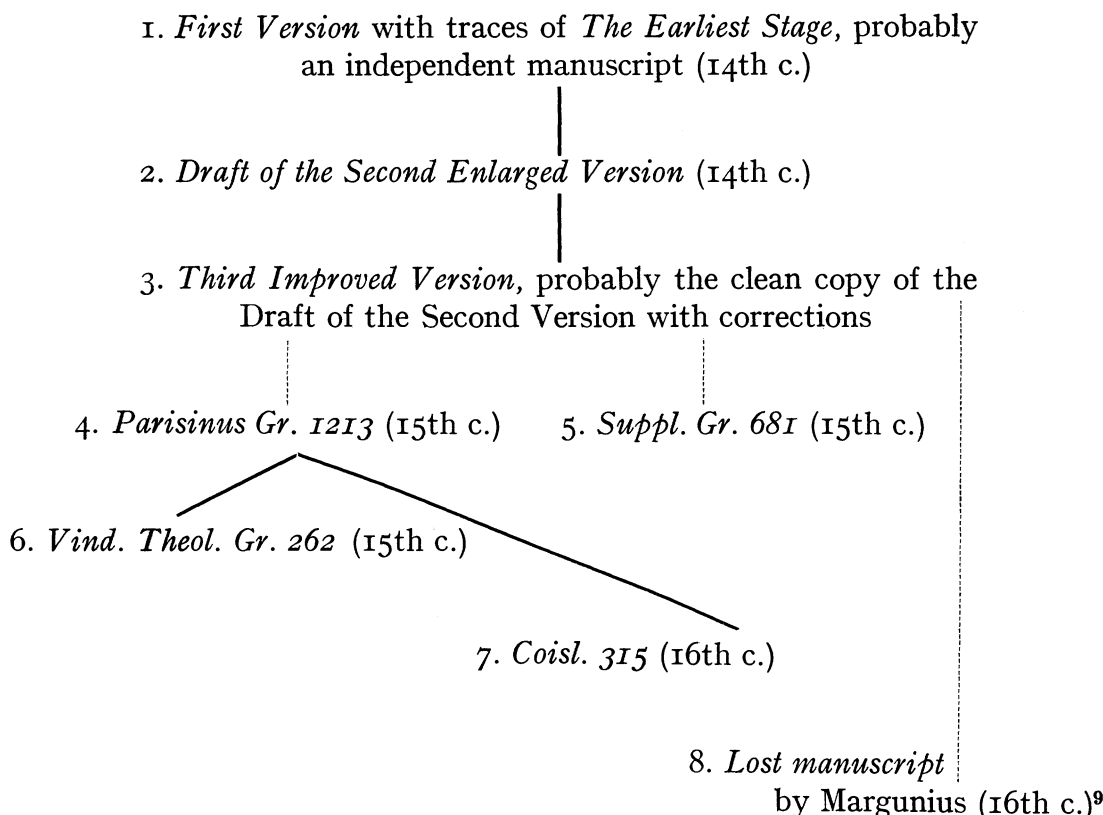 1. First Version with traces of The Earliest Stage, probably
an independent manuscript (14th c.)
2. Draft of the Second Enlarged Version (14th c.)
3. Third Improved Version, probably the clean copy of the
Draft of the Second Version with corrections
4. Parisinus Gr. 1213 (15th c.) 5. Suppl. Gr. 681 (15th c.)
6. Vind. Theol. Gr. 262 (15th c.)
7. Coisl. 315 (16th c.)
8. Lost manuscript
by Margunius (16th c.)⁹